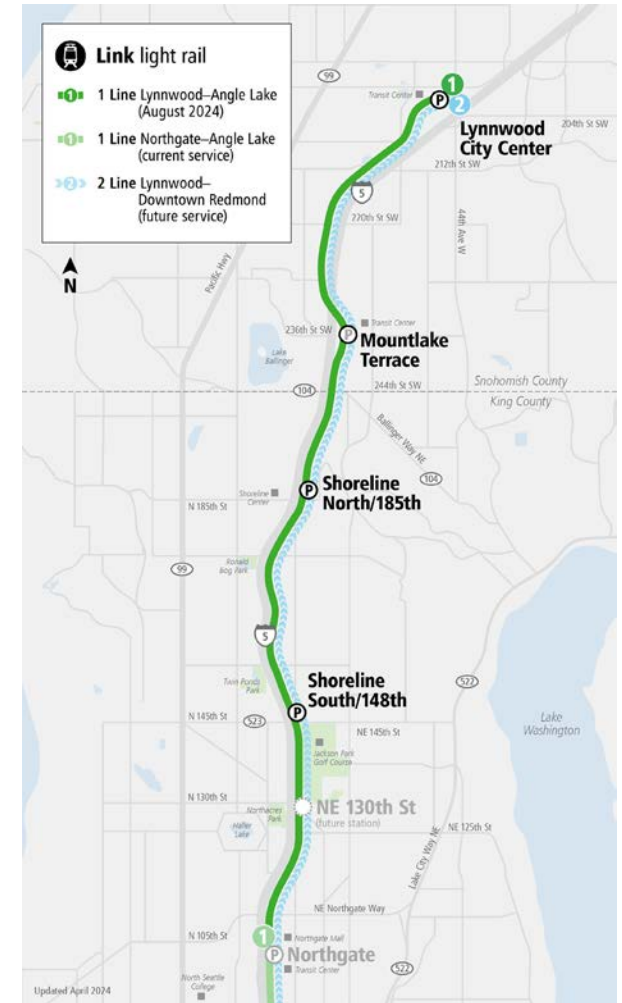 Link light rail
1 Line Lynnwood–Angle Lake
(August 2024)
1 Line Northgate–Angle Lake
(current service)
2 Line Lynnwood–
Downtown Redmond
(future service)
N
99
Transit Center
P
1
2
Lynnwood
City Center
204th St SW
212th St SW
5
220th St SW
44th Ave W
Pacific Hwy
236th St SW
P
Transit Center
Mountlake
Terrace
Lake
Ballinger
104
244th St SW
Snohomish County
King County
Ballinger Way NE
104
Shoreline
Center
P
Shoreline
North/185th
N 185th St
Ronald
Bog Park
99
5
Twin Ponds
Park
Shoreline
South/148th
522
P
N 145th St
523
NE 145th St
Lake
Washington
Jackson Park
Golf Course
N 130th St
Northacres
Park
NE 130th St
(future station)
Haller
Lake
NE 125th St
Lake City Way NE
NE Northgate Way
N 105th St
1
Northgate Mall
P
Northgate
Transit Center
North Seattle
College
522
Updated April 2024